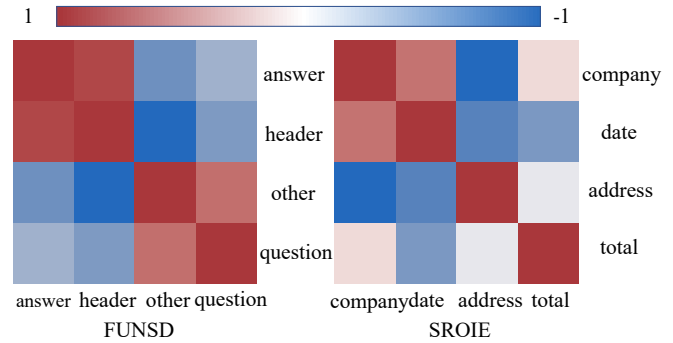 1 -1
answer company
header date
other address
question total
answer header other question companydate address total
FUNSD SROIE